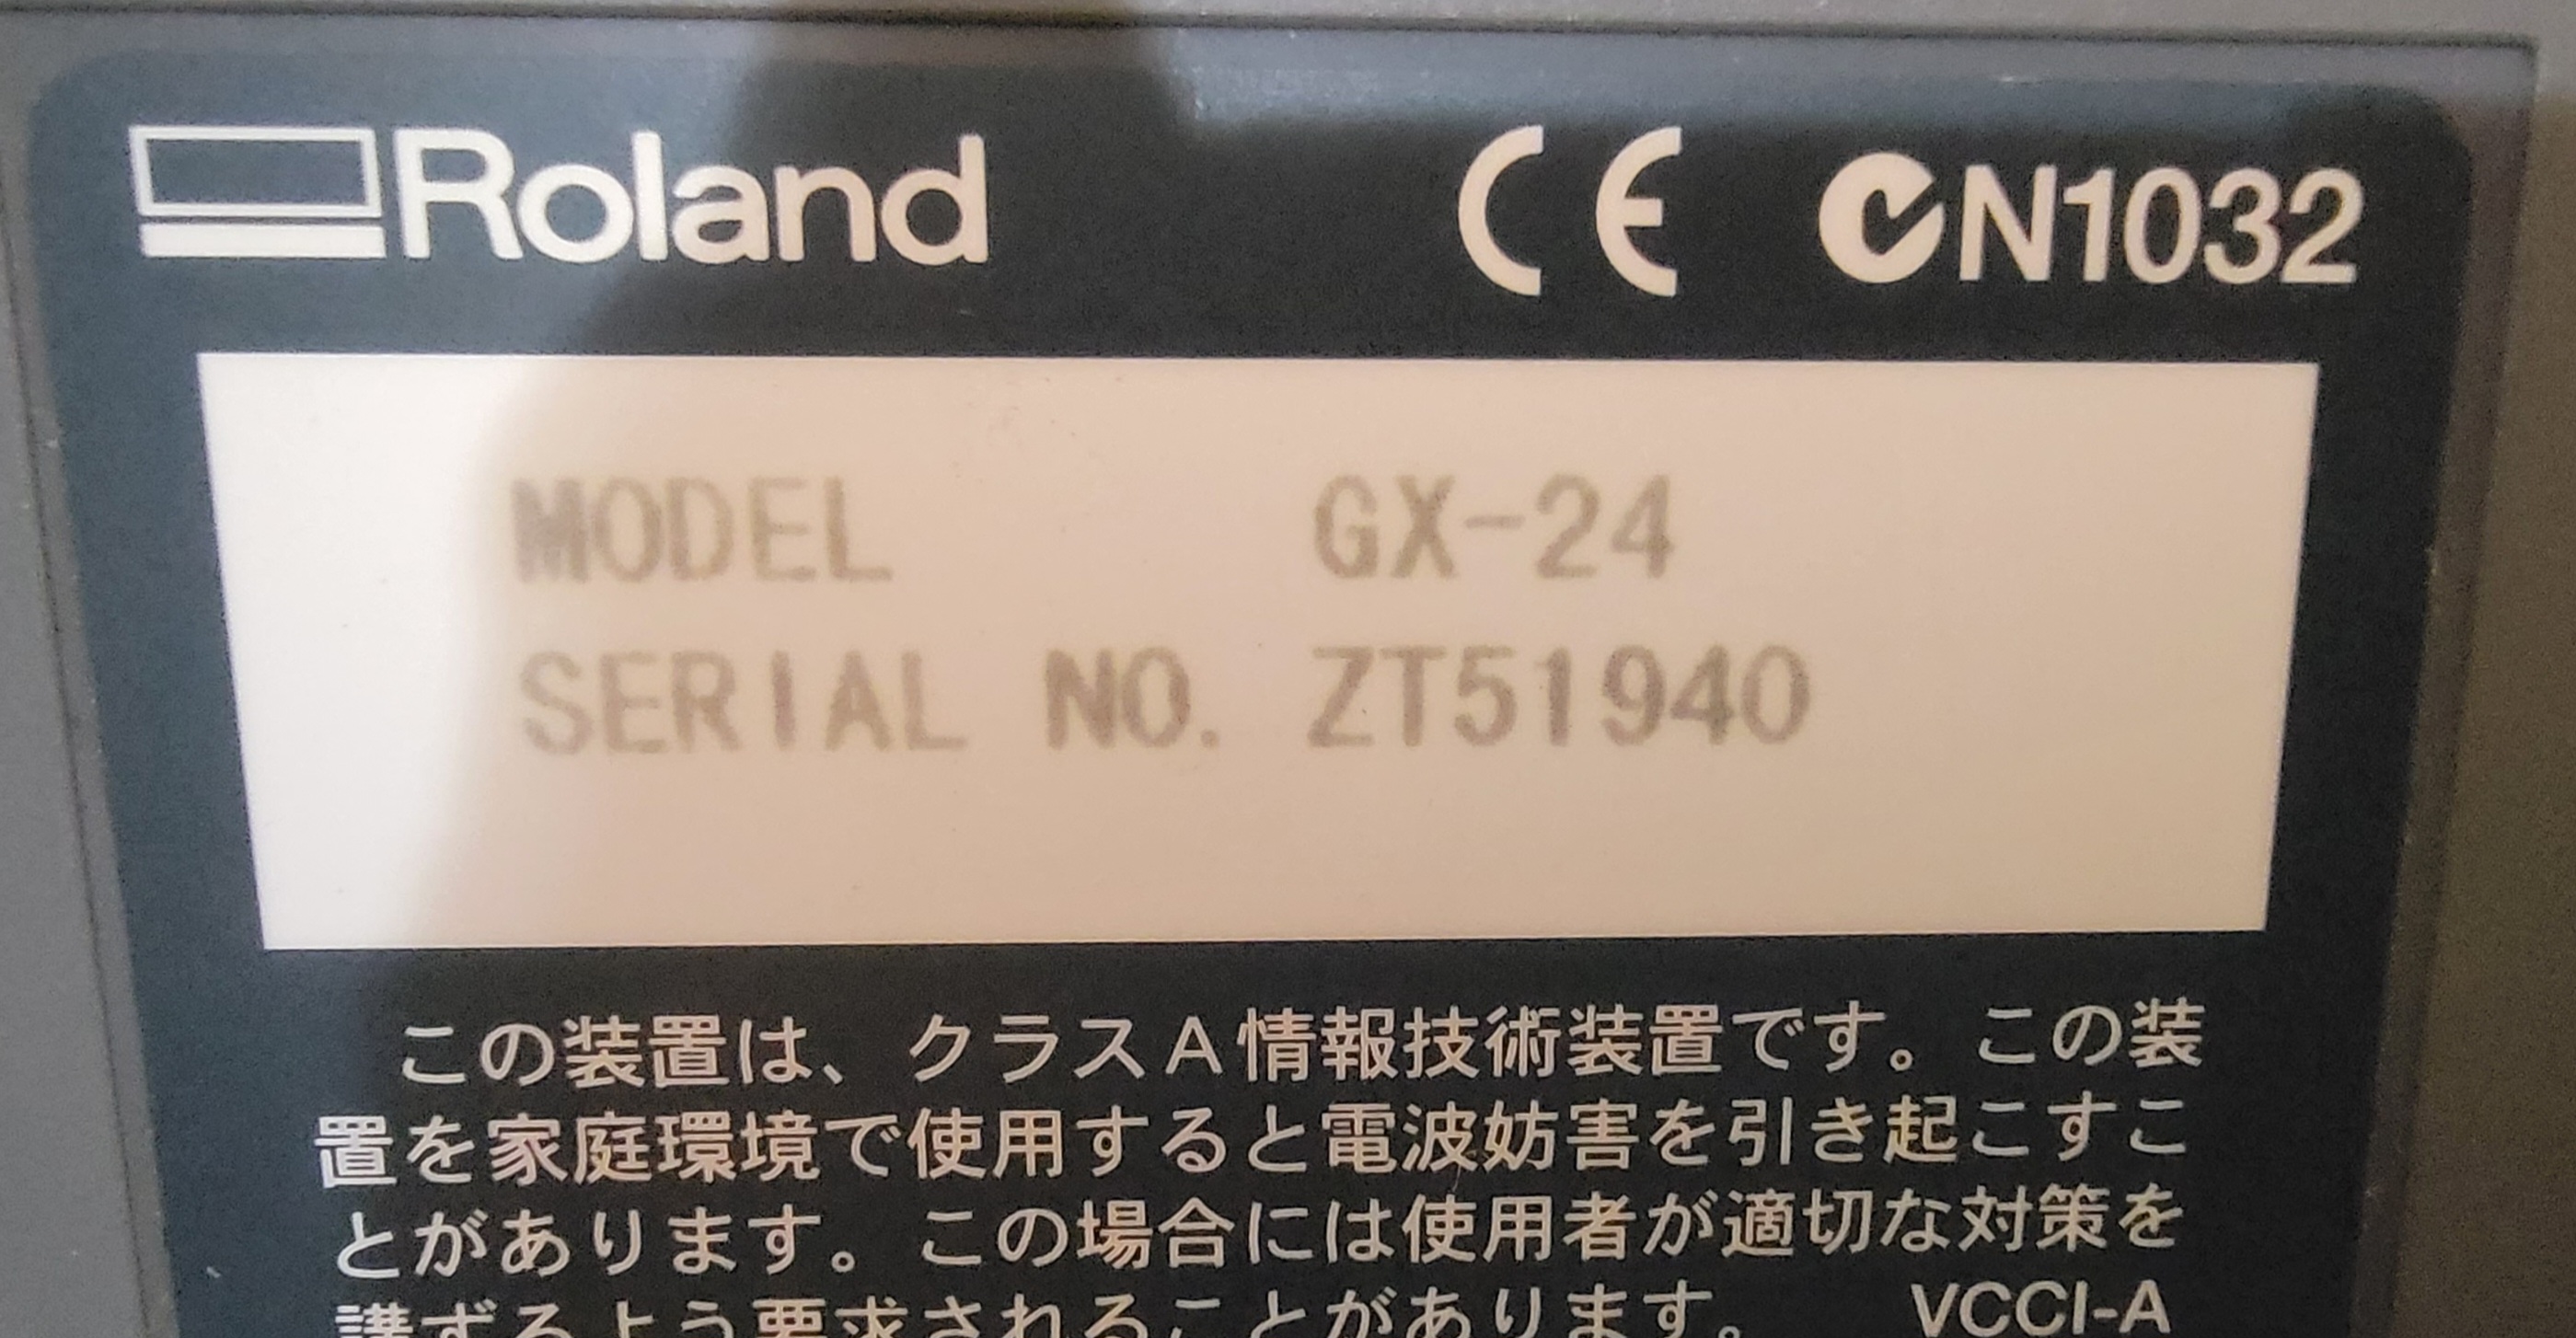 Roland CE N1032
MODEL GX-24
SERIAL NO. ZT51940
この装置は、クラスA情報技術装置です。この装
置を家庭環境で使用すると電波妨害を引き起こすこ
とがあります。この場合には使用者が適切な対策を
講ずるよう要求されることがあります。 VCCI-A